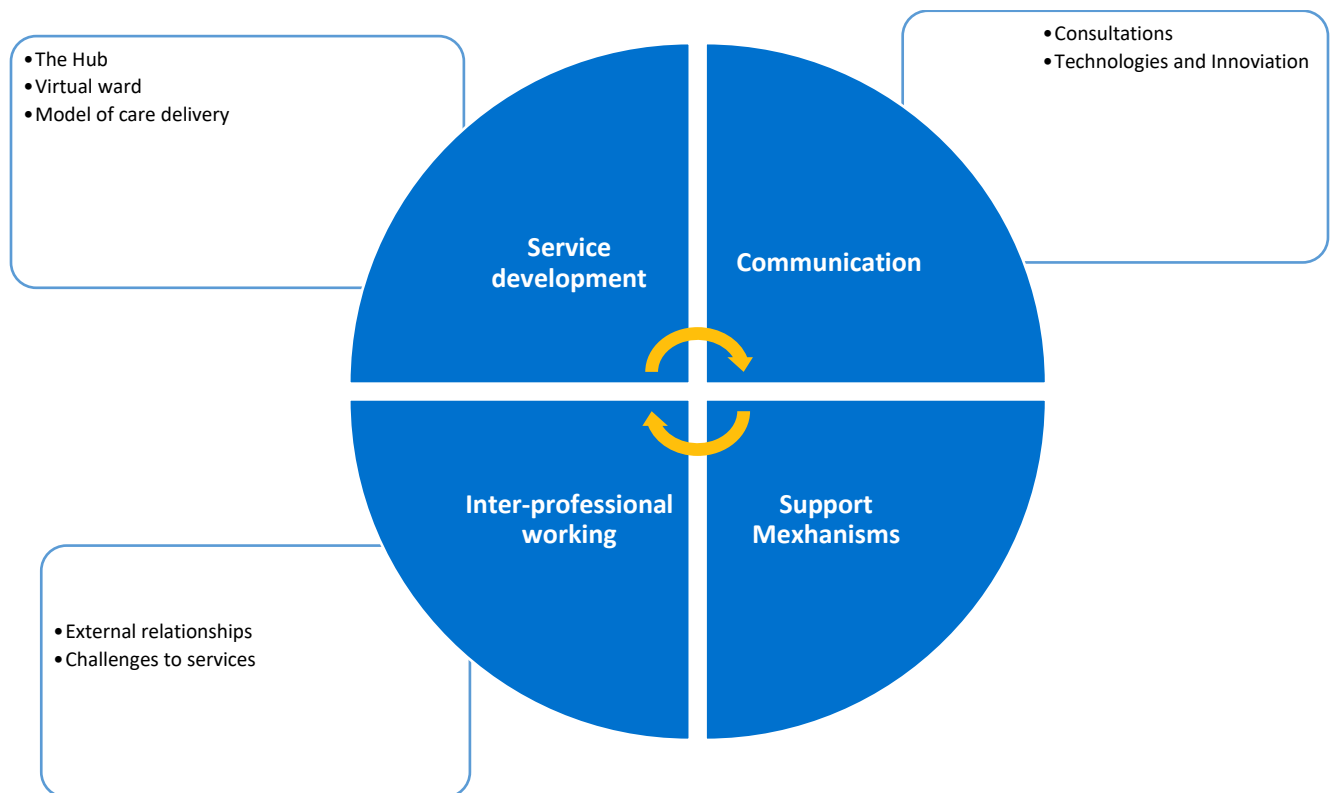 •The Hub
•Virtual ward
•Model of care delivery
•Consultations
•Technologies and Innoviation
Service
development
Communication
Inter-professional
working
Support
Mexhanisms
•External relationships
•Challenges to services